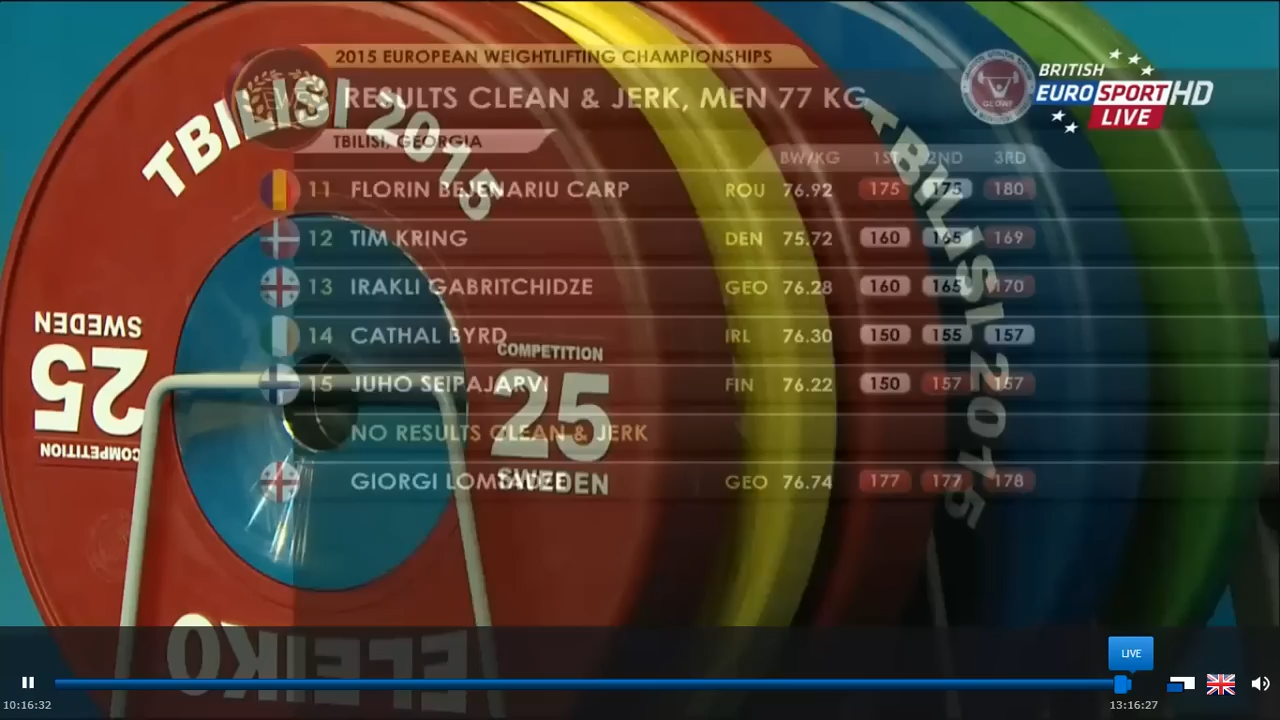 2015 EUROPEAN WEIGHTLIFTING CHAMPIONSHIPS
RESULTS CLEAN & JERK, MEN 77 KG
TBILISI, GEORGIA
BRITISH
EUROSPORT HD
LIVE
BW/KG 1ST 2ND 3RD
11 FLORIN BEJENARIU CARP ROU 76.92 175 175 180
12 TIM KRING DEN 75.72 160 165 169
13 IRAKLI GABRITCHIDZE GEO 76.28 160 165 170
14 CATHAL BYRD IRL 76.30 150 155 157
15 JUHO SEIPAJARVI FIN 76.22 150 157 157
NO RESULTS CLEAN & JERK
GIORGI LOMTADZE GEO 76.74 177 177 178
TBILISI 2015
TBILISI 2015
SWEDEN
25
COMPETITION
COMPETITION
25
SWEDEN
ELEIKO
LIVE
10:16:32
13:16:27